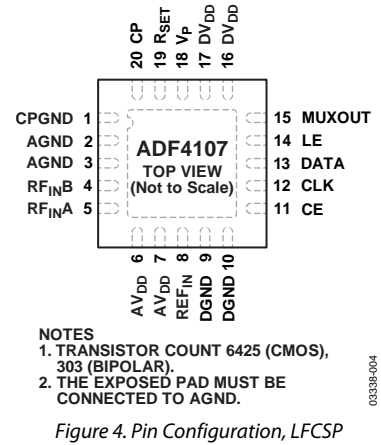 20 CP
19 RSET
18 VP
17 DVDD
16 DVDD
CPGND 1
AGND 2
AGND 3
RFINB 4
RFINA 5
ADF4107
TOP VIEW
(Not to Scale)
15 MUXOUT
14 LE
13 DATA
12 CLK
11 CE
AVDD 6
AVDD 7
REFIN 8
DGND 9
DGND 10
NOTES
1. TRANSISTOR COUNT 6425 (CMOS),
303 (BIPOLAR).
2. THE EXPOSED PAD MUST BE
CONNECTED TO AGND.
03338-004
Figure 4. Pin Configuration, LFCSP